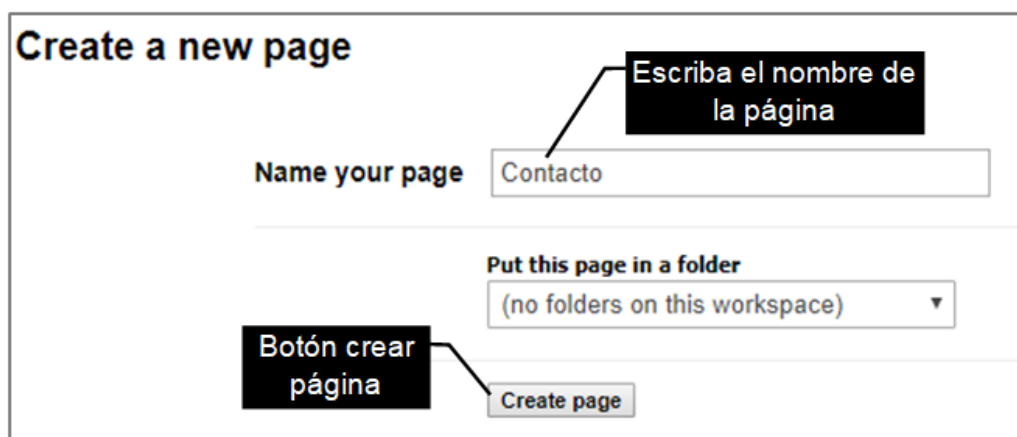 Create a new page
Escriba el nombre de
la página
Name your page
Contacto
Put this page in a folder
(no folders on this workspace)
Botón crear
página
Create page